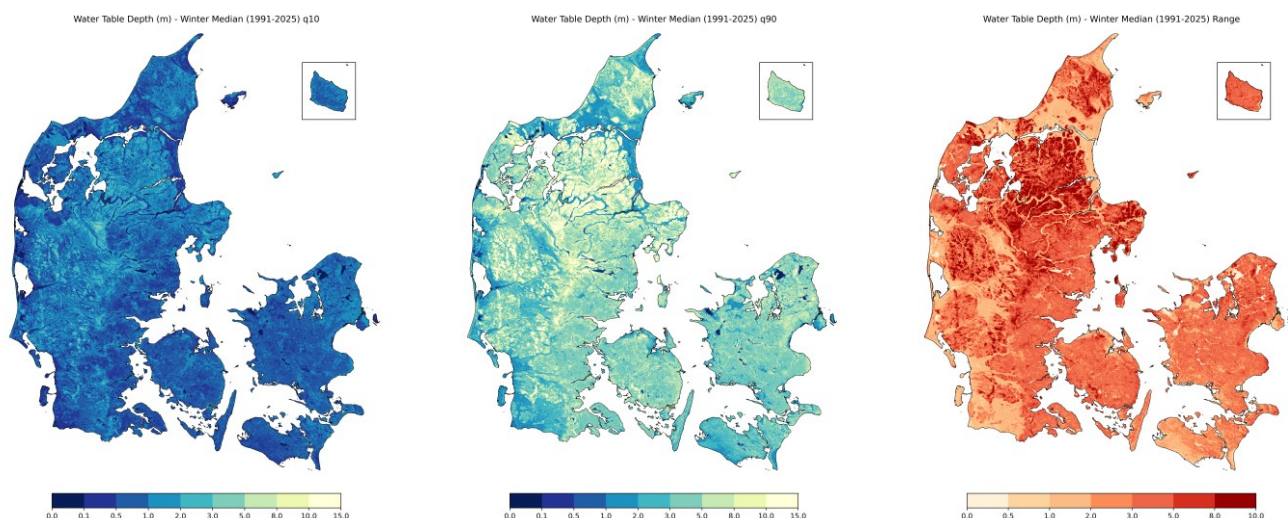 Water Table Depth (m) - Winter Median (1991-2025) q10
Water Table Depth (m) - Winter Median (1991-2025) q90
Water Table Depth (m) - Winter Median (1991-2025) Range
0.0 0.1 0.5 1.0 2.0 3.0 5.0 8.0 10.0 15.0
0.0 0.1 0.5 1.0 2.0 3.0 5.0 8.0 10.0 15.0
0.0 0.5 1.0 2.0 3.0 5.0 8.0 10.0